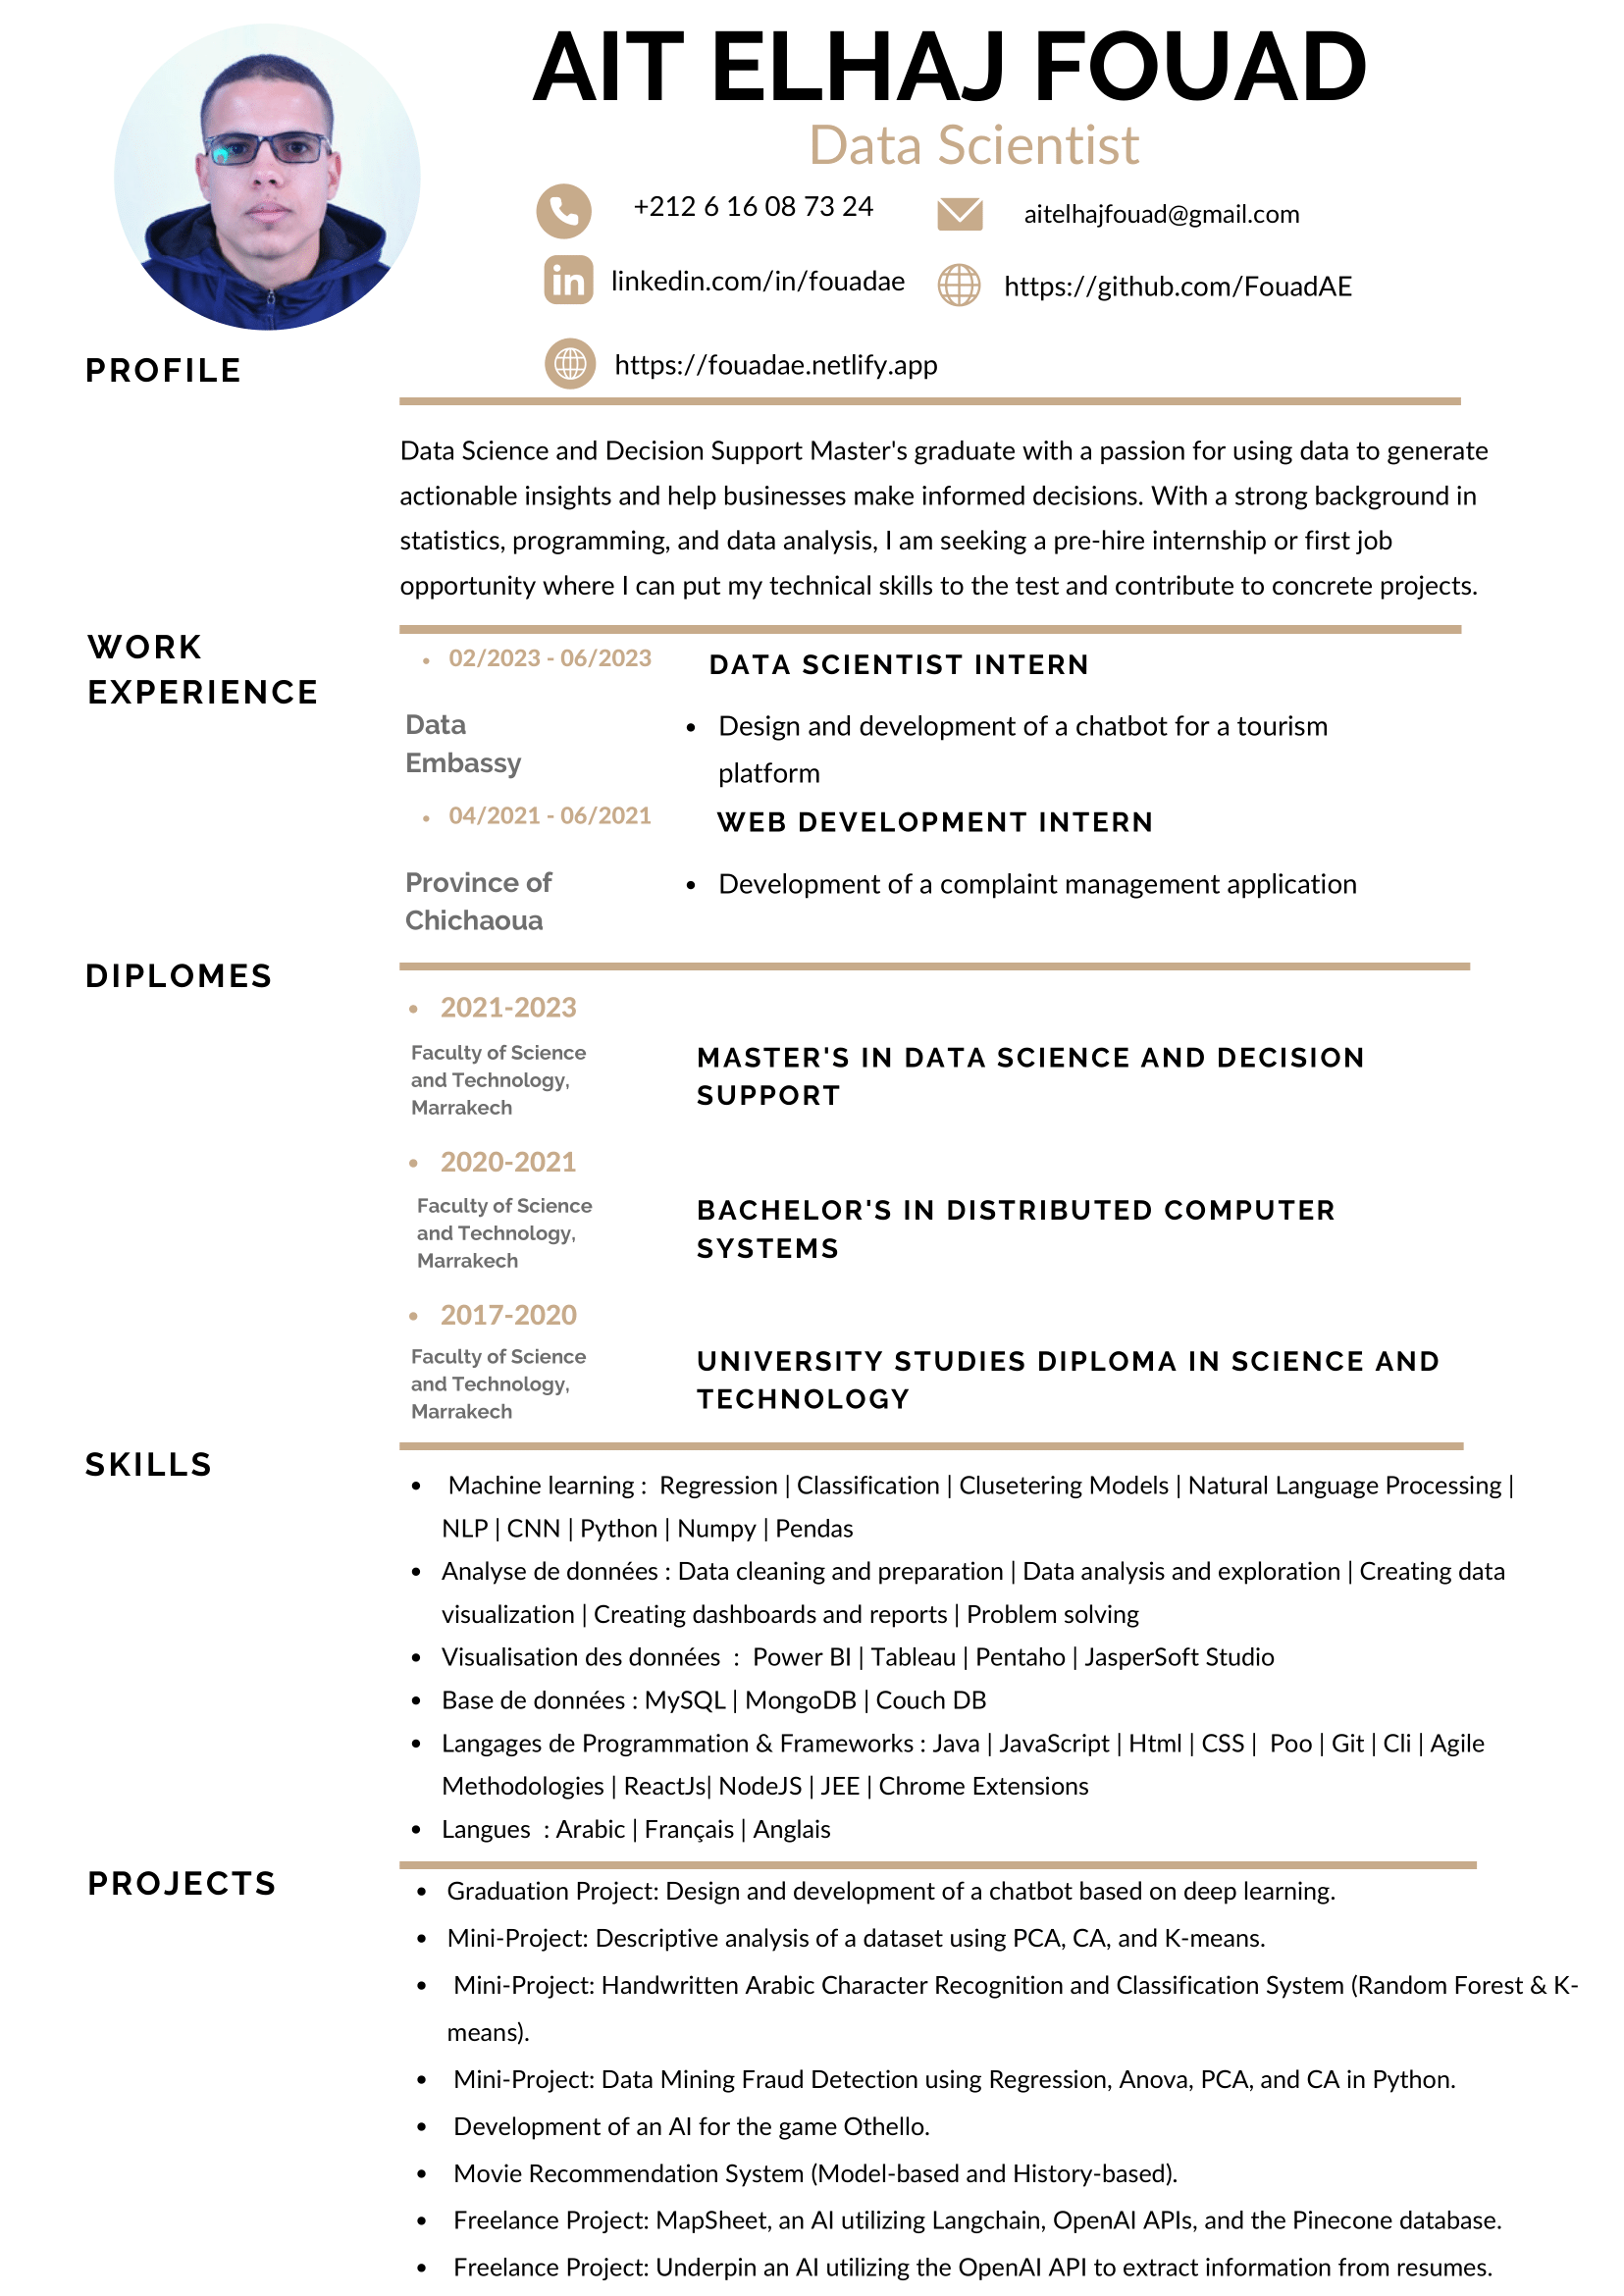 AIT ELHAJ FOUAD
Data Scientist
+212 6 16 08 73 24
aitelhajfouad@gmail.com
linkedin.com/in/fouadae
https://github.com/FouadAE
https://fouadae.netlify.app
PROFILE
Data Science and Decision Support Master's graduate with a passion for using data to generate
actionable insights and help businesses make informed decisions. With a strong background in
statistics, programming, and data analysis, I am seeking a pre-hire internship or first job
opportunity where I can put my technical skills to the test and contribute to concrete projects.
WORK
EXPERIENCE
• 02/2023 - 06/2023
DATA SCIENTIST INTERN
Data
Embassy
• Design and development of a chatbot for a tourism
platform
• 04/2021 - 06/2021
WEB DEVELOPMENT INTERN
Province of
Chichaoua
• Development of a complaint management application
DIPLOMES
• 2021-2023
Faculty of Science
and Technology,
Marrakech
MASTER'S IN DATA SCIENCE AND DECISION
SUPPORT
• 2020-2021
Faculty of Science
and Technology,
Marrakech
BACHELOR'S IN DISTRIBUTED COMPUTER
SYSTEMS
• 2017-2020
Faculty of Science
and Technology,
Marrakech
UNIVERSITY STUDIES DIPLOMA IN SCIENCE AND
TECHNOLOGY
SKILLS
• Machine learning : Regression | Classification | Clusetering Models | Natural Language Processing |
NLP | CNN | Python | Numpy | Pendas
• Analyse de données : Data cleaning and preparation | Data analysis and exploration | Creating data
visualization | Creating dashboards and reports | Problem solving
• Visualisation des données : Power BI | Tableau | Pentaho | JasperSoft Studio
• Base de données : MySQL | MongoDB | Couch DB
• Langages de Programmation & Frameworks : Java | JavaScript | Html | CSS | Poo | Git | Cli | Agile
Methodologies | ReactJs| NodeJS | JEE | Chrome Extensions
• Langues : Arabic | Français | Anglais
PROJECTS
• Graduation Project: Design and development of a chatbot based on deep learning.
• Mini-Project: Descriptive analysis of a dataset using PCA, CA, and K-means.
• Mini-Project: Handwritten Arabic Character Recognition and Classification System (Random Forest & K-
means).
• Mini-Project: Data Mining Fraud Detection using Regression, Anova, PCA, and CA in Python.
• Development of an AI for the game Othello.
• Movie Recommendation System (Model-based and History-based).
• Freelance Project: MapSheet, an AI utilizing Langchain, OpenAI APIs, and the Pinecone database.
• Freelance Project: Underpin an AI utilizing the OpenAI API to extract information from resumes.